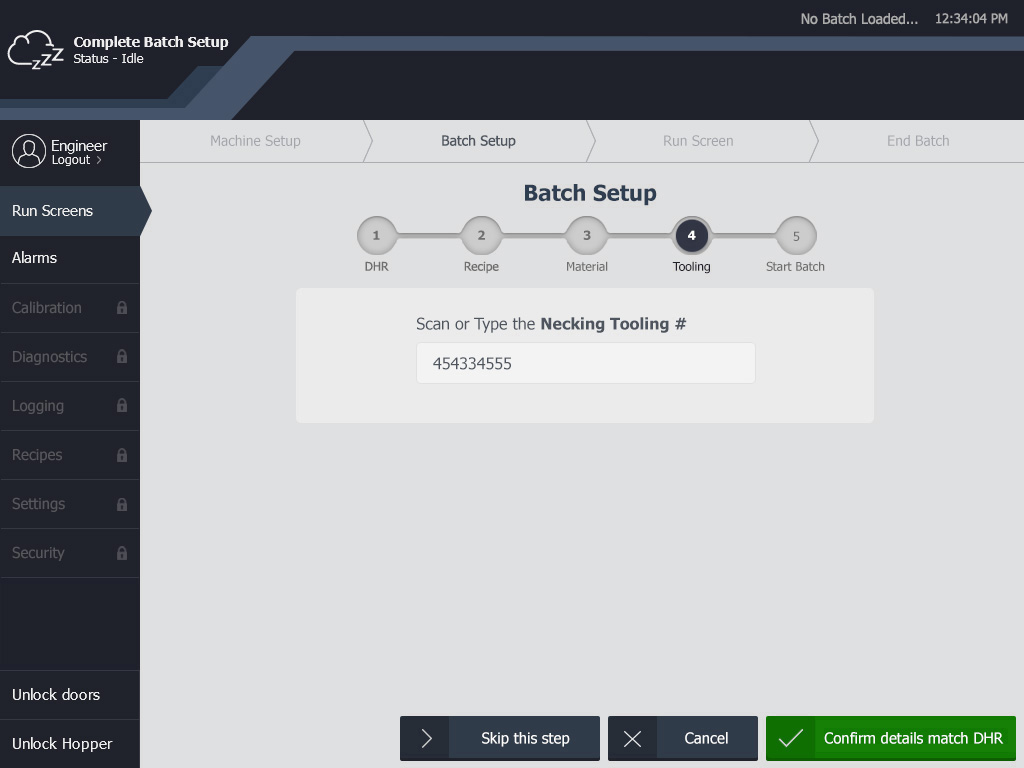 No Batch Loaded... 12:34:04 PM
Complete Batch Setup
Status - Idle
Engineer
Logout >
Machine Setup
Batch Setup
Run Screen
End Batch
Run Screens
Alarms
Calibration
Diagnostics
Logging
Recipes
Settings
Security
Unlock doors
Unlock Hopper
Batch Setup
1 2 3 4 5
DHR Recipe Material Tooling Start Batch
Scan or Type the Necking Tooling #
454334555
Skip this step
Cancel
Confirm details match DHR